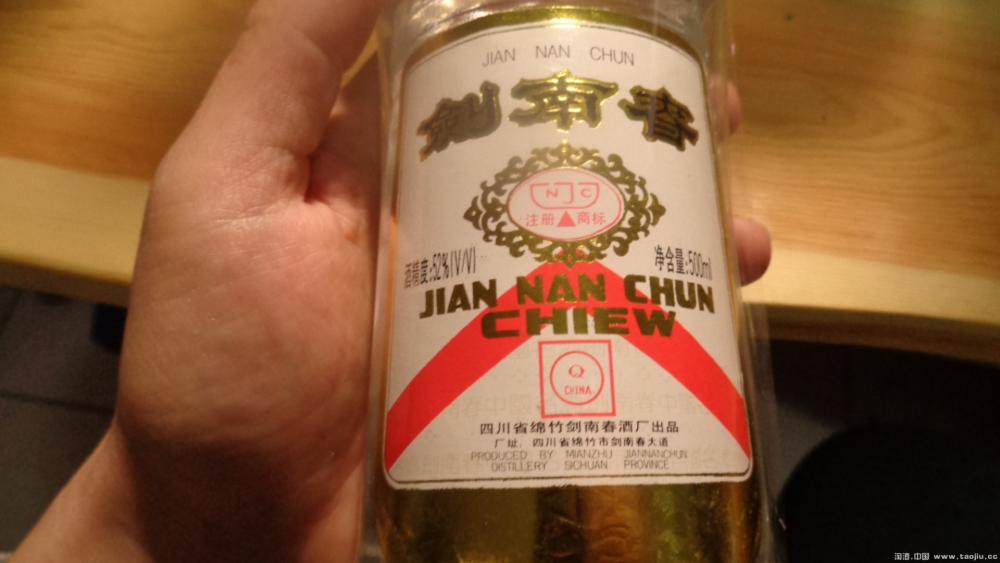 JIAN NAN CHUN
剑南春
N J C
注册 商标
酒精度:52%(V/V)
净含量:500ml
JIAN NAN CHUN
CHIEW
Q
CHINA
四川省绵竹剑南春酒厂出品
厂址:四川省绵竹市剑南春大道
PRODUCED BY MIANZHU JIANNANCHUN
DISTILLERY SICHUAN PROVINCE
淘酒.中国 www.taojiu.cc